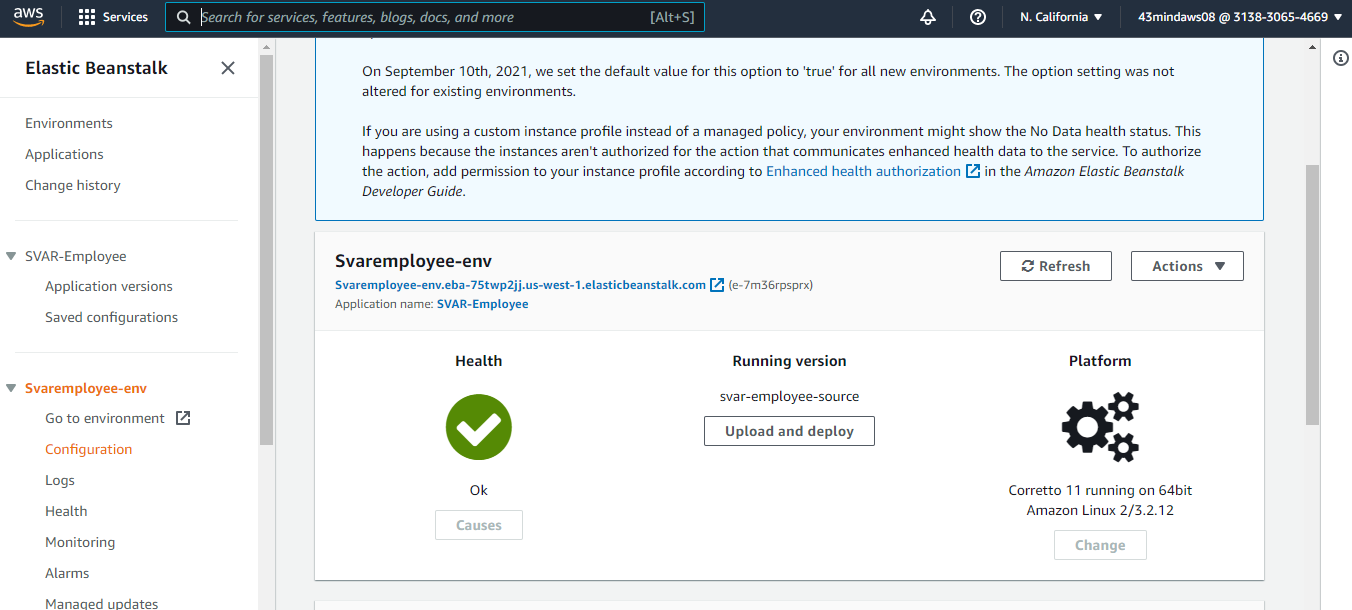 aws
Services
Search for services, features, blogs, docs, and more
[Alt+S]
N. California
43mindaws08 @ 3138-3065-4669
Elastic Beanstalk
Environments
Applications
Change history
SVAR-Employee
Application versions
Saved configurations
Svaremployee-env
Go to environment
Configuration
Logs
Health
Monitoring
Alarms
Managed updates
On September 10th, 2021, we set the default value for this option to 'true' for all new environments. The option setting was not
altered for existing environments.
If you are using a custom instance profile instead of a managed policy, your environment might show the No Data health status. This
happens because the instances aren't authorized for the action that communicates enhanced health data to the service. To authorize
the action, add permission to your instance profile according to Enhanced health authorization in the Amazon Elastic Beanstalk
Developer Guide.
Svaremployee-env
Svaremployee-env.eba-75twp2jj.us-west-1.elasticbeanstalk.com (e-7m36rpsprx)
Application name: SVAR-Employee
Refresh
Actions
Health
Ok
Causes
Running version
svar-employee-source
Upload and deploy
Platform
Corretto 11 running on 64bit
Amazon Linux 2/3.2.12
Change